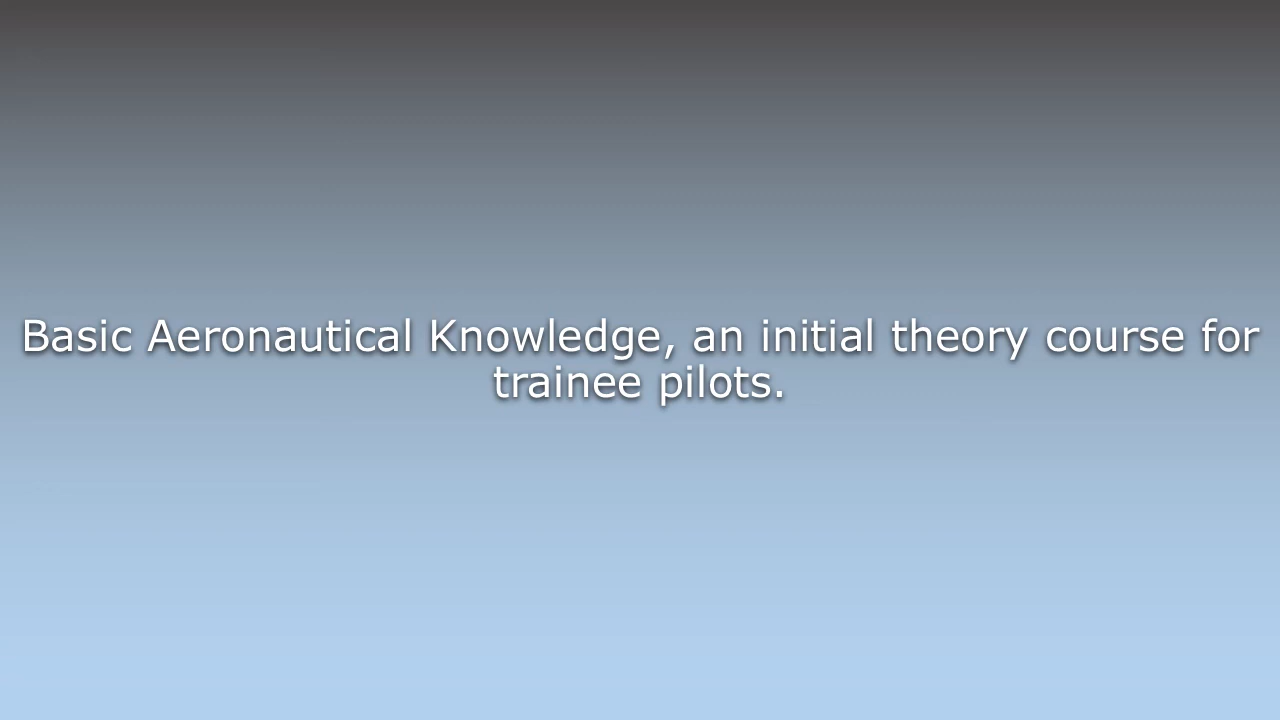 Basic Aeronautical Knowledge, an initial theory course for
trainee pilots.